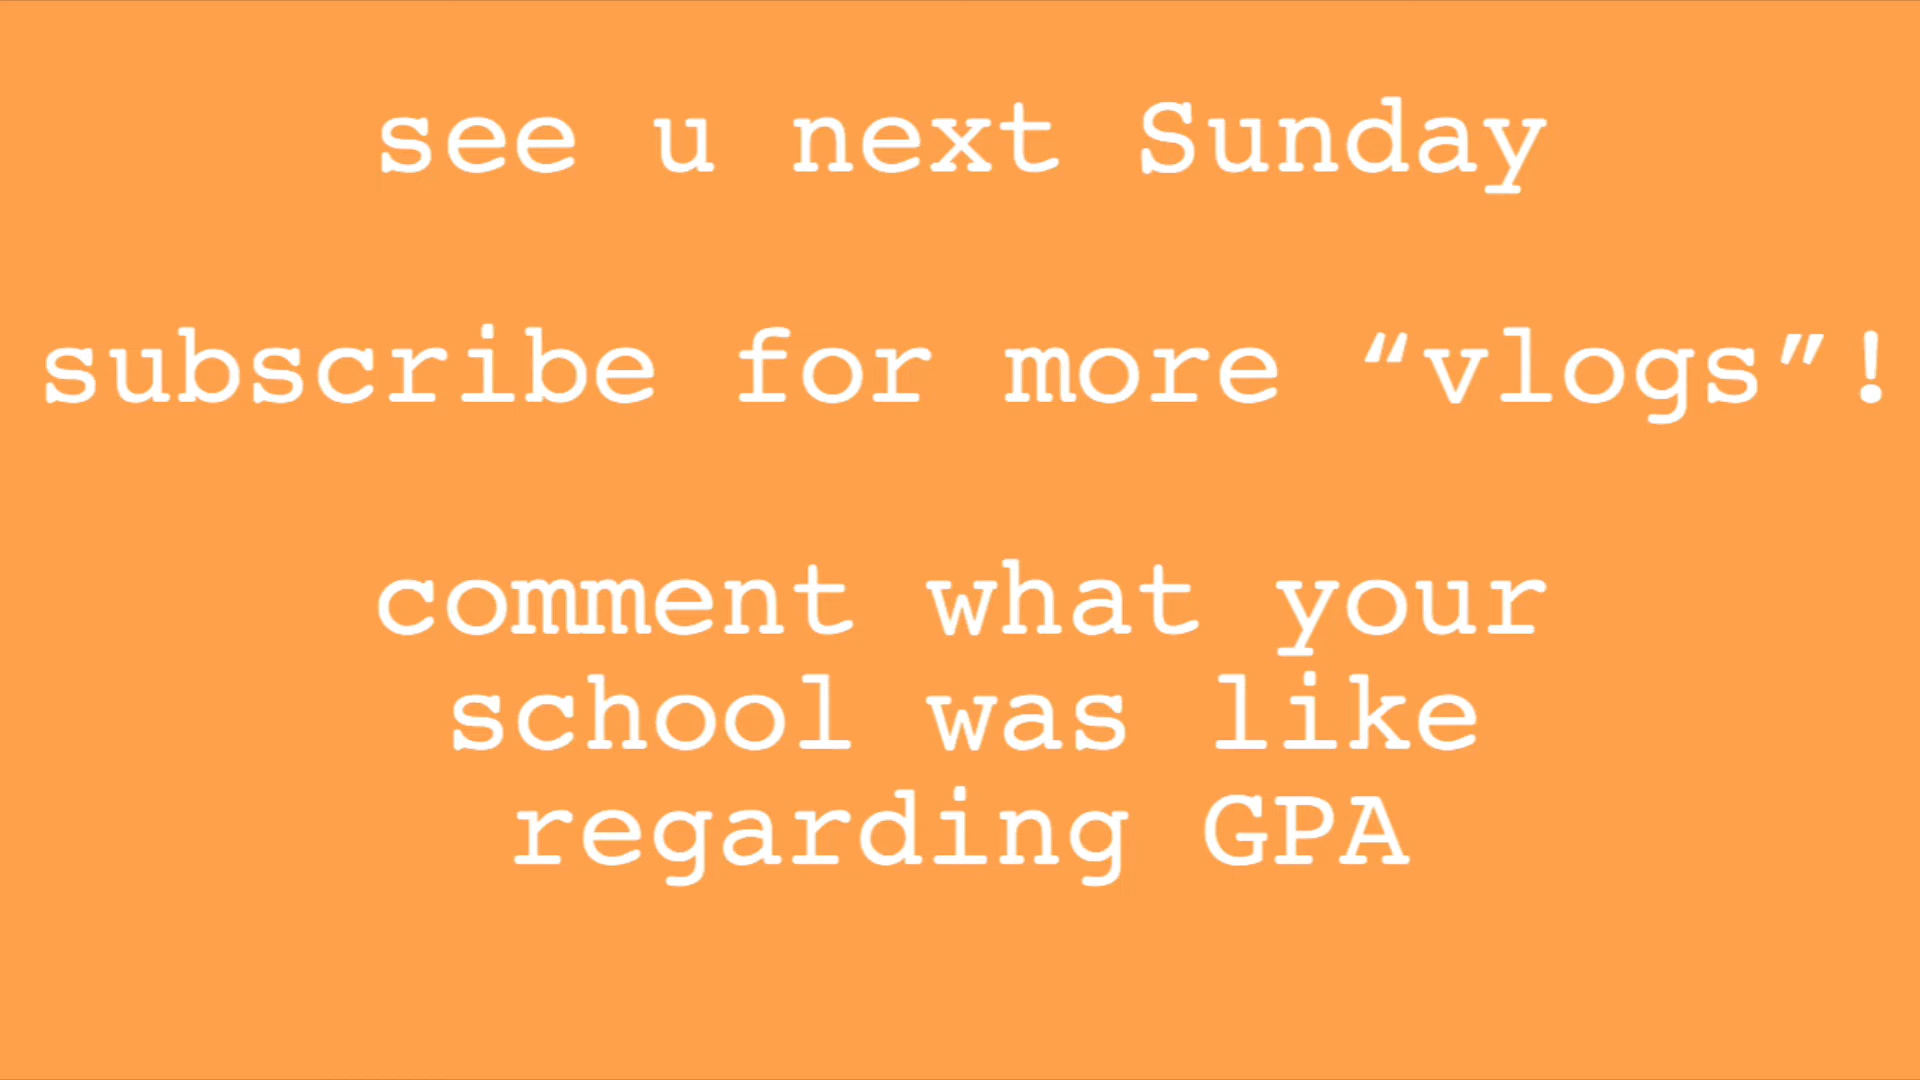 see u next Sunday
subscribe for more “vlogs”!
comment what your
school was like
regarding GPA